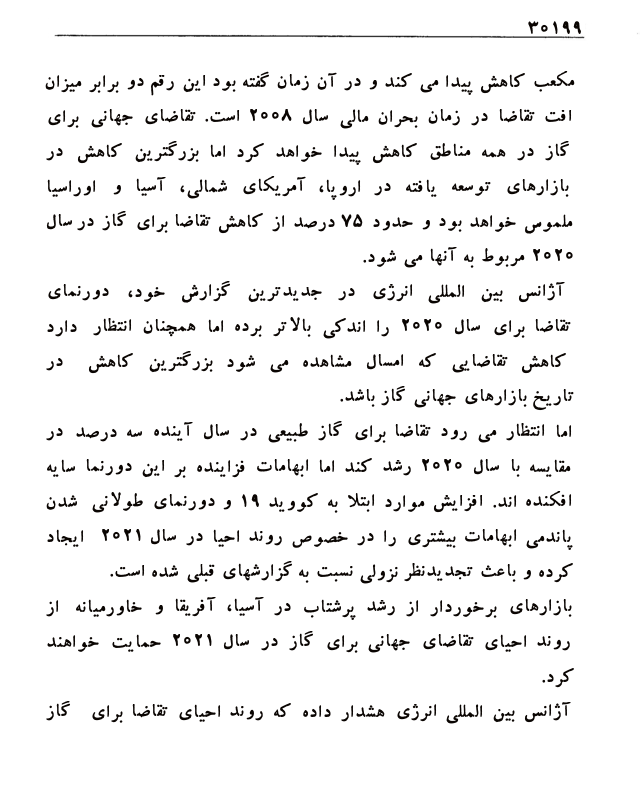 ۳۰۱۹۹
مکعب کاهش پیدا می کند و در آن زمان گفته بود این رقم دو برابر میزان
افت تقاضا در زمان بحران مالی سال ۲۰۰۸ است. تقاضای جهانی برای
گاز در همه مناطق کاهش پیدا خواهد کرد اما بزرگترین کاهش در
بازارهای توسعه یافته در اروپا، آمریکای شمالی، آسیا و اوراسیا
ملموس خواهد بود و حدود ۷۵ درصد از کاهش تقاضا برای گاز در سال
۲۰۲۰ مربوط به آنها می شود.
آژانس بین المللی انرژی در جدیدترین گزارش خود، دورنمای
تقاضا برای سال ۲۰۲۰ را اندکی بالاتر برده اما همچنان انتظار دارد
کاهش تقاضایی که امسال مشاهده می شود بزرگترین کاهش در
تاریخ بازارهای جهانی گاز باشد.
اما انتظار می رود تقاضا برای گاز طبیعی در سال آینده سه درصد در
مقایسه با سال ۲۰۲۰ رشد کند اما ابهامات فزاینده بر این دورنما سایه
افکنده اند. افزایش موارد ابتلا به کووید ۱۹ و دورنمای طولانی شدن
پاندمی ابهامات بیشتری را در خصوص روند احیا در سال ۲۰۲۱ ایجاد
کرده و باعث تجدیدنظر نزولی نسبت به گزارشهای قبلی شده است.
بازارهای برخوردار از رشد پرشتاب در آسیا، آفریقا و خاورمیانه از
روند احیای تقاضای جهانی برای گاز در سال ۲۰۲۱ حمایت خواهند
کرد.
آژانس بین المللی انرژی هشدار داده که روند احیای تقاضا برای گاز